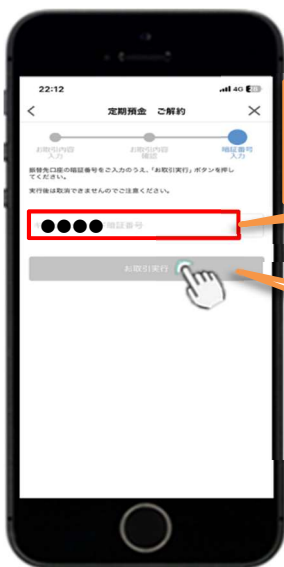 22:12
4G
定期預金 ご解約
お取引内容
入力
お取引内容
確認
暗証番号
入力
振替先口座の暗証番号をご入力のうえ、「お取引実行」ボタンを押し
てください。
実行後は取消できませんのでご注意ください。
●●●● 暗証番号
お取引実行